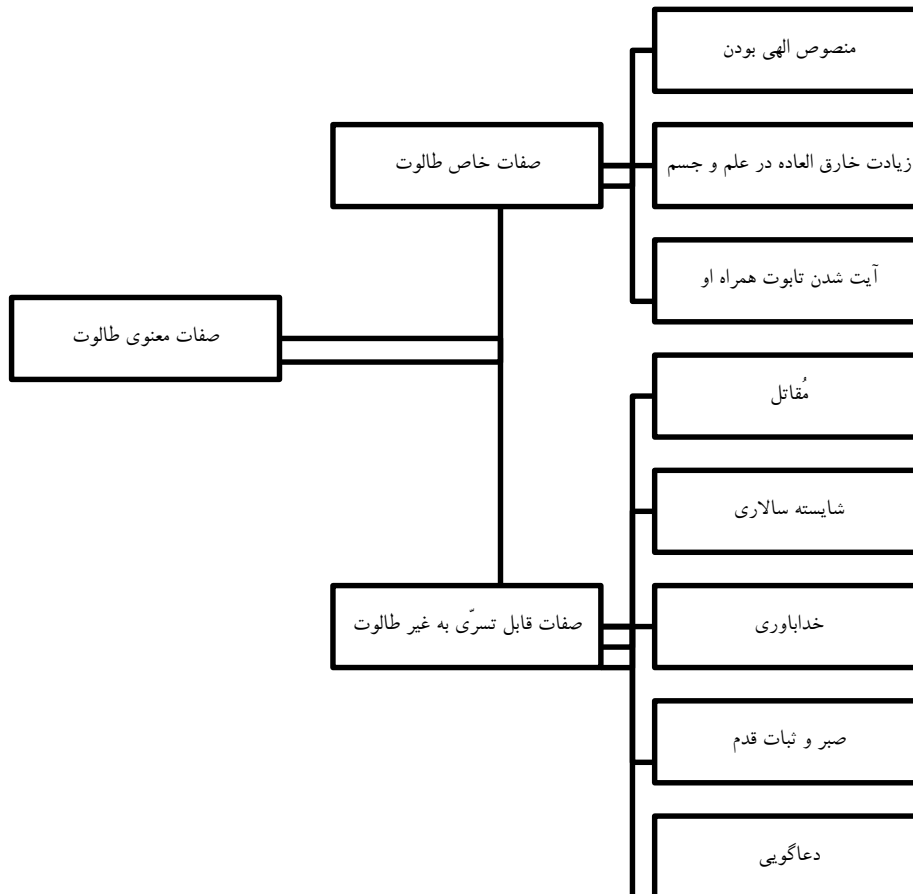 صفات معنوی طالوت
صفات خاص طالوت
منصوص الهی بودن
زیادت خارق العاده در علم و جسم
آیت شدن تابوت همراه او
صفات قابل تسرّی به غیر طالوت
مُقاتل
شایسته سالاری
خداباوری
صبر و ثبات قدم
دعاگویی